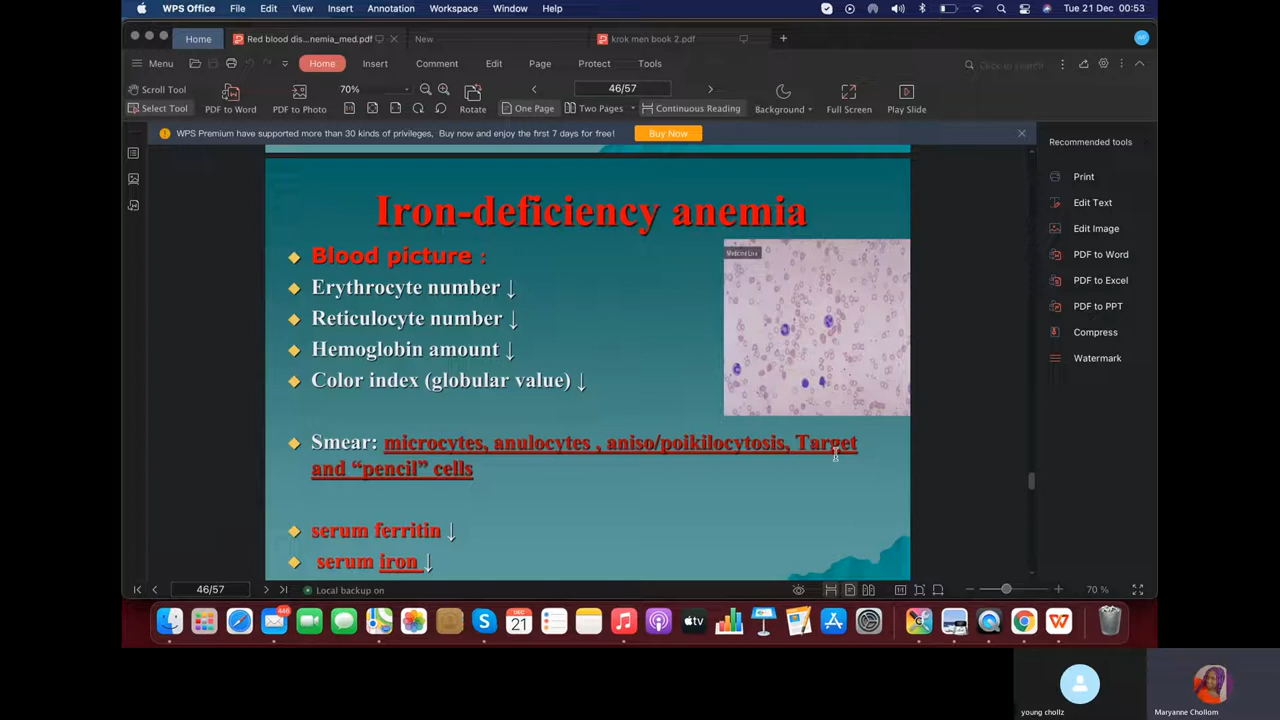 WPS Office File Edit View Insert Annotation Workspace Window Help Tue 21 Dec 00:53
Home Red blood dis...nemia_med.pdf New krok men book 2.pdf WP
Menu Home Insert Comment Edit Page Protect Tools Click to search
Scroll Tool 70% 46/57
Select Tool PDF to Word PDF to Photo Rotate One Page Two Pages Continuous Reading Background Full Screen Play Slide
WPS Premium have supported more than 30 kinds of privileges, Buy now and enjoy the first 7 days for free! Buy Now
Recommended tools
Print
Edit Text
Edit Image
PDF to Word
PDF to Excel
PDF to PPT
Compress
Watermark
Iron-deficiency anemia
Blood picture :
Erythrocyte number ↓
Reticulocyte number ↓
Hemoglobin amount ↓
Color index (globular value) ↓
Smear: microcytes, anulocytes , aniso/poikilocytosis, Target
and “pencil” cells
serum ferritin ↓
serum iron ↓
46/57 Local backup on 70 %
446
DEC
21
tv
young chollz Maryanne Chollom